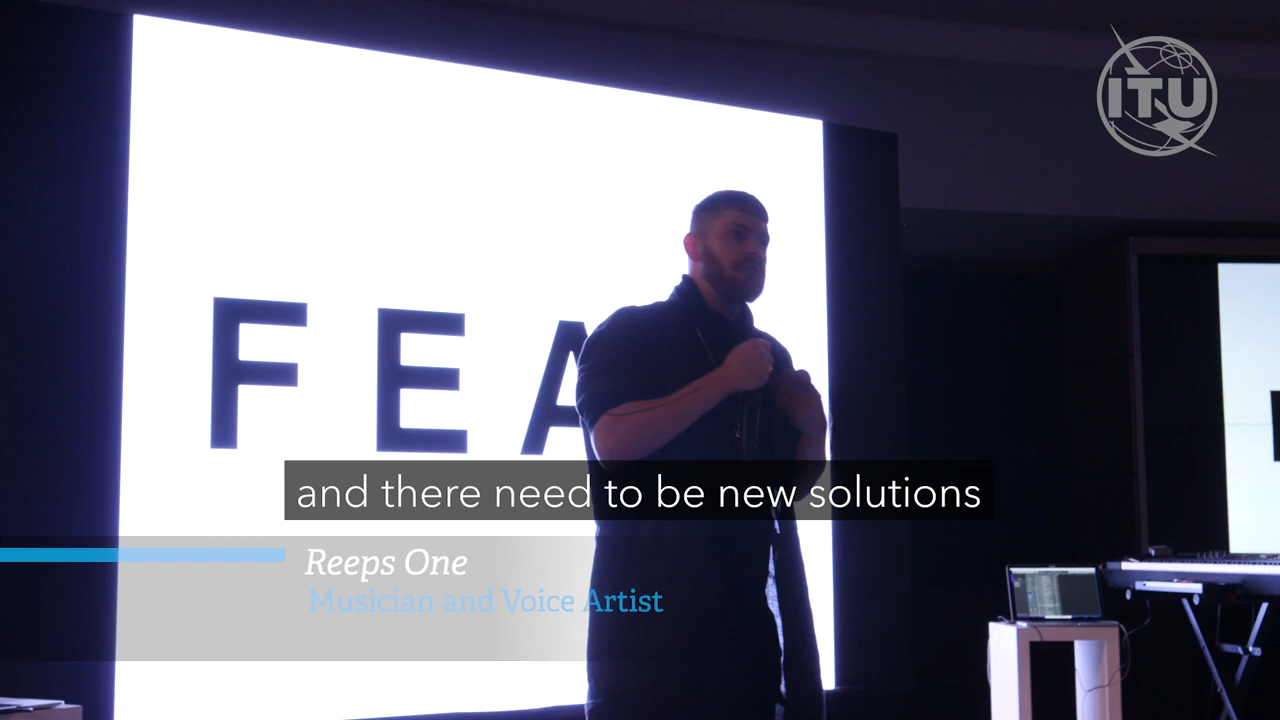 ITU
FEA
and there need to be new solutions
Reeps One
Musician and Voice Artist